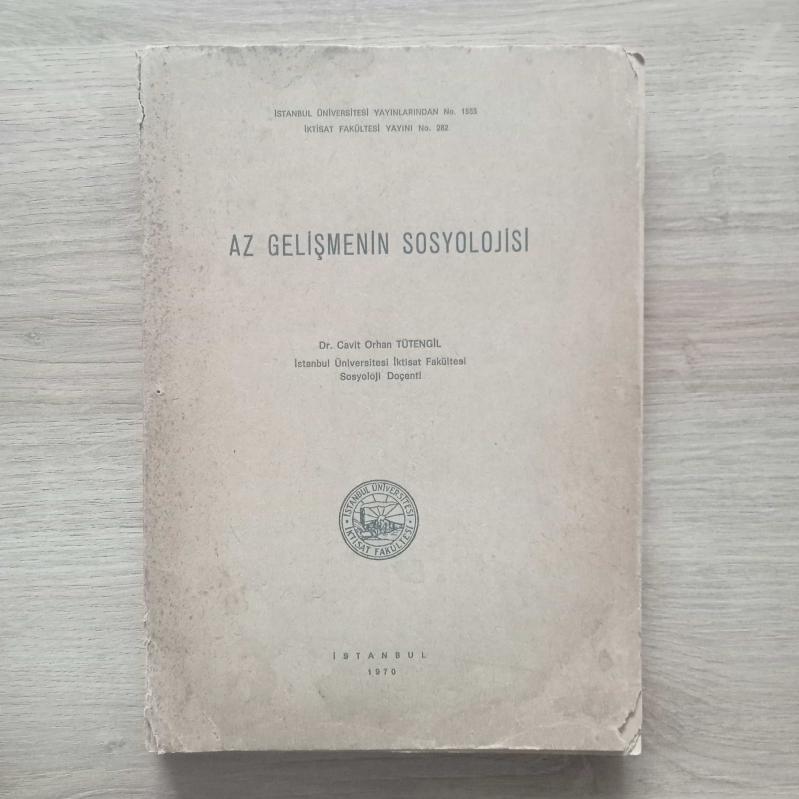 İSTANBUL ÜNİVERSİTESİ YAYINLARINDAN No. 1555
İKTİSAT FAKÜLTESİ YAYINI No. 282
AZ GELİŞMENİN SOSYOLOJİSİ
Dr. Cavit Orhan TÜTENGİL
İstanbul Üniversitesi İktisat Fakültesi
Sosyoloji Doçenti
İSTANBUL ÜNİVERSİTESİ
İKTİSAT FAKÜLTESİ
İSTANBUL
1970